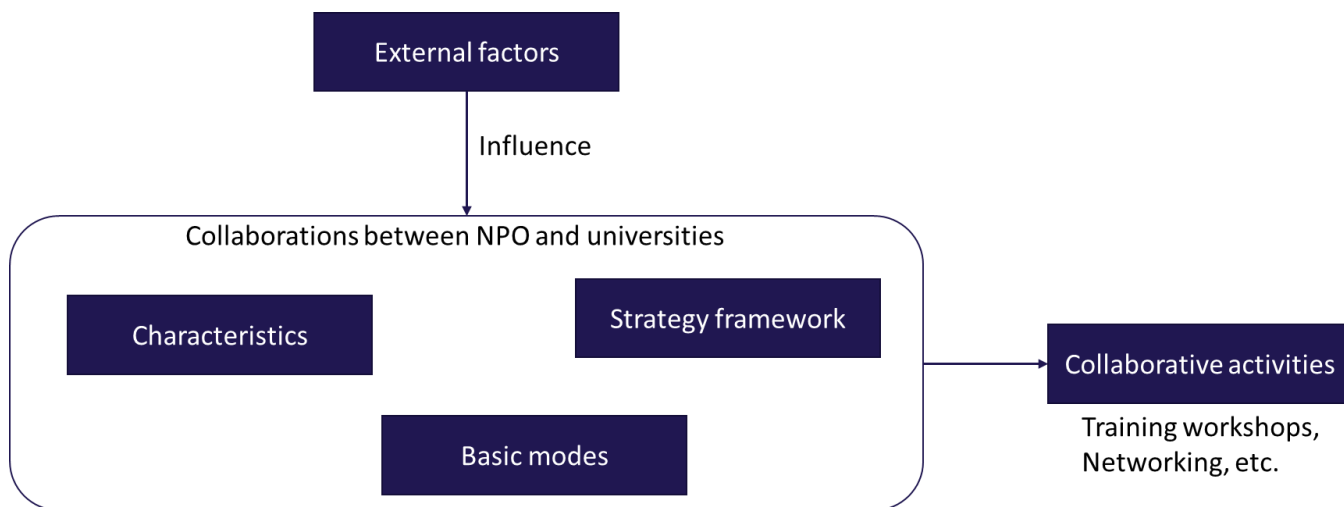 External factors
Influence
Collaborations between NPO and universities
Characteristics
Strategy framework
Basic modes
Collaborative activities
Training workshops,
Networking, etc.